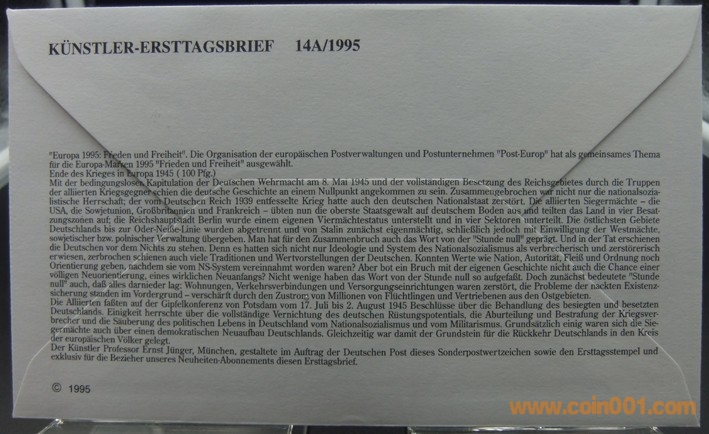 KÜNSTLER-ERSTTAGSBRIEF 14A/1995
"Europa 1995: Frieden und Freiheit". Die Organisation der europäischen Postverwaltungen und Postunternehmen "Post-Europ" hat als gemeinsames Thema
für die Europa-Marken 1995 "Frieden und Freiheit" ausgewählt.
Ende des Krieges in Europa 1945 ( 100 Pfg.)
Mit der bedingungslosen Kapitulation der Deutschen Wehrmacht am 8. Mai 1945 und der vollständigen Besetzung des Reichsgebietes durch die Truppen
der alliierten Kriegsgegner schien die deutsche Geschichte an einem Nullpunkt angekommen zu sein. Zusammengebrochen war nicht nur die nationalsozia-
listische Herrschaft; der vom Deutschen Reich 1939 entfesselte Krieg hatte auch den deutschen Nationalstaat zerstört. Die alliierten Siegermächte – die
USA, die Sowjetunion, Großbritannien und Frankreich – übten nun die oberste Staatsgewalt auf deutschem Boden aus und teilten das Land in vier Besat-
zungszonen auf; die Reichshauptstadt Berlin wurde einem eigenen Viermächtestatus unterstellt und in vier Sektoren unterteilt. Die östlichsten Gebiete
Deutschlands bis zur Oder-Neiße-Linie wurden abgetrennt und von Stalin zunächst eigenmächtig, schließlich jedoch mit Einwilligung der Westmächte,
sowjetischer bzw. polnischer Verwaltung übergeben. Man hat für den Zusammenbruch auch das Wort von der "Stunde null" geprägt. Und in der Tat erschienen
die Deutschen vor dem Nichts zu stehen. Denn es hatten sich nicht nur Ideologie und System des Nationalsozialismus als verbrecherisch und zerstörerisch
erwiesen, zerbrochen schienen auch viele Traditionen und Wertvorstellungen der Deutschen. Konnten Werte wie Nation, Autorität, Fleiß und Ordnung noch
Orientierung geben, nachdem sie vom NS-System vereinnahmt worden waren? Aber bot ein Bruch mit der eigenen Geschichte nicht auch die Chance einer
völligen Neuorientierung, eines wirklichen Neuanfangs? Nicht wenige haben das Wort von der Stunde null so aufgefaßt. Doch zunächst bedeutete "Stunde
null" auch, daß alles darnieder lag: Wohnungen, Verkehrsverbindungen und Versorgungseinrichtungen waren zerstört, die Probleme der nackten Existenz-
sicherung standen im Vordergrund – verschärft durch den Zustrom von Millionen von Flüchtlingen und Vertriebenen aus den Ostgebieten.
Die Alliierten faßten auf der Gipfelkonferenz von Potsdam vom 17. Juli bis 2. August 1945 Beschlüsse über die Behandlung des besiegten und besetzten
Deutschlands. Einigkeit herrschte über die vollständige Vernichtung des deutschen Rüstungspotentials, die Aburteilung und Bestrafung der Kriegsver-
brecher und die Säuberung des politischen Lebens in Deutschland vom Nationalsozialismus und vom Militarismus. Grundsätzlich einig waren sich die Sie-
germächte auch über einen demokratischen Neuaufbau Deutschlands. Gleichzeitig war damit der Grundstein für die Rückkehr Deutschlands in den Kreis
der europäischen Völker gelegt.
Der Künstler Professor Ernst Jünger, München, gestaltete im Auftrag der Deutschen Post dieses Sonderpostwertzeichen sowie den Ersttagsstempel und
exklusiv für die Bezieher unseres Neuheiten-Abonnements diesen Ersttagsbrief.
© 1995
www.coin001.com